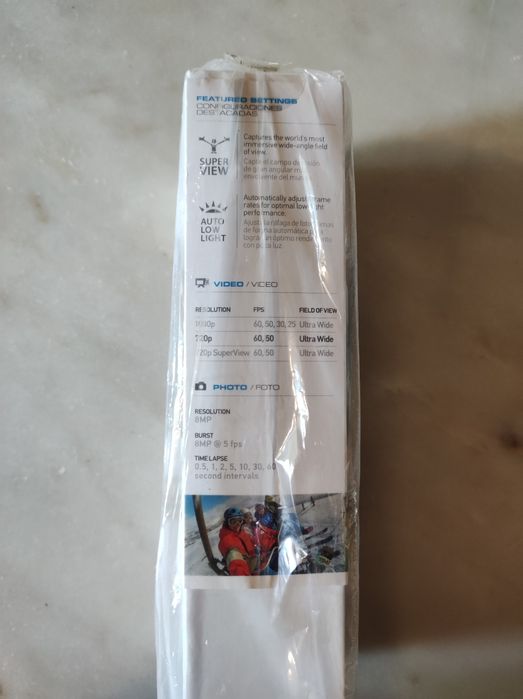 FEATURED SETTINGS
CONFIGURACIONES
DESTACADAS
SUPER
VIEW
Captures the world's most
immersive wide-angle field
of view.
Capte el campo de visión
de gran angular más
envolvente del mundo
AUTO
LOW
LIGHT
Automatically adjusts frame
rates for optimal low light
performance.
Ajusta la ráfaga de fotogramas
de forma automática para
lograr un óptimo rendimiento
con poca luz.
VIDEO / VIDEO
RESOLUTION FPS FIELD OF VIEW
1080p 60, 50, 30, 25 Ultra Wide
720p 60, 50 Ultra Wide
720p SuperView 60, 50 Ultra Wide
PHOTO / FOTO
RESOLUTION
8MP
BURST
8MP @ 5 fps
TIME LAPSE
0.5, 1, 2, 5, 10, 30, 60
second intervals